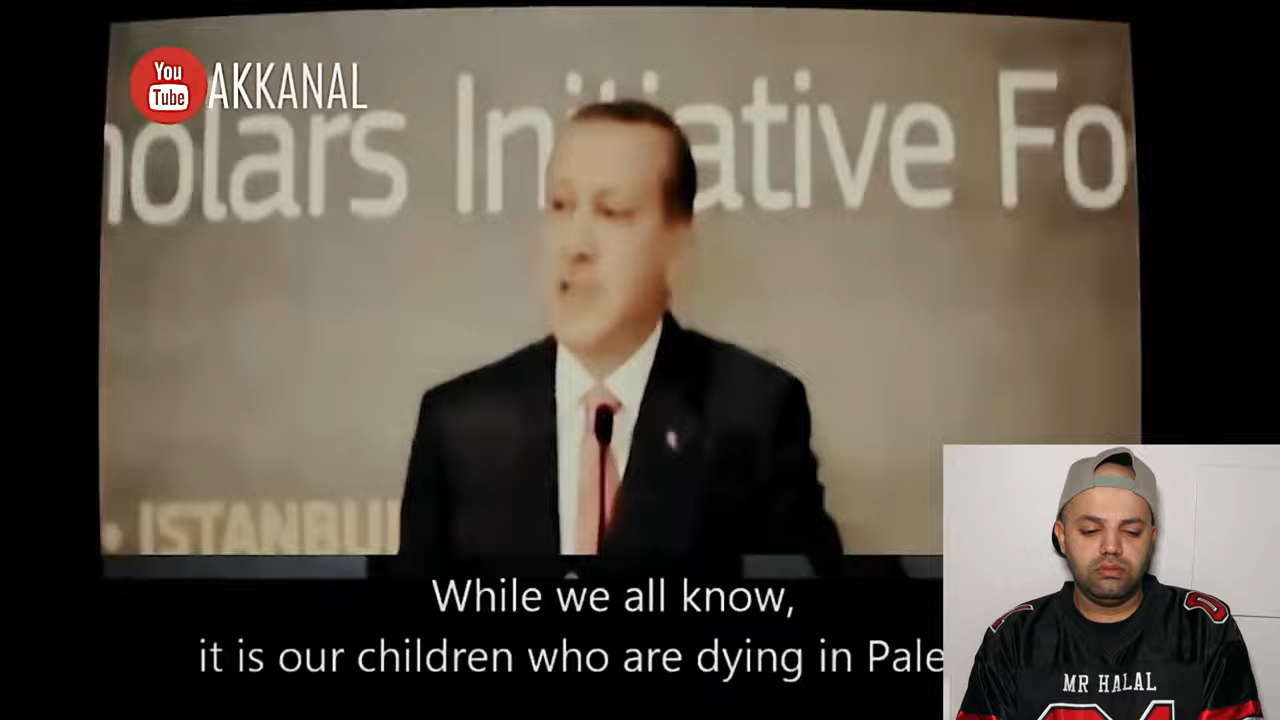 You
Tube
AKKANAL
holars Initiative Fo
ISTANBUL
While we all know,
it is our children who are dying in Pale
MR HALAL